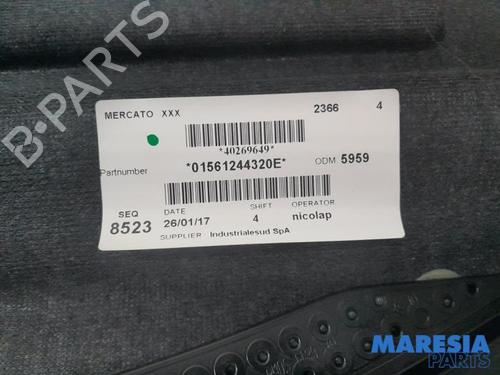 MERCATO XXX 2366 4
*40269649*
Partnumber *01561244320E* ODM 5959
SEQ DATE SHIFT OPERATOR
8523 26/01/17 4 nicolap
SUPPLIER Industrialesud SpA
B-PARTS
MARESIA
PARTS